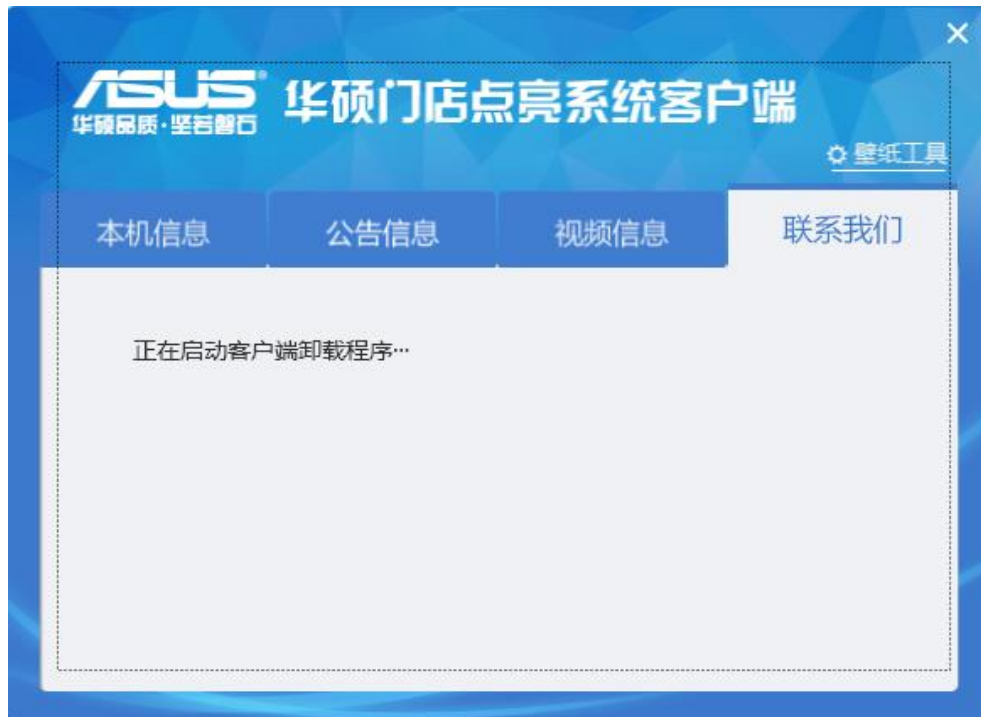 ×
ASUS® 华硕门店点亮系统客户端
华硕品质·坚若磐石
壁纸工具
本机信息 公告信息 视频信息 联系我们
正在启动客户端卸载程序…